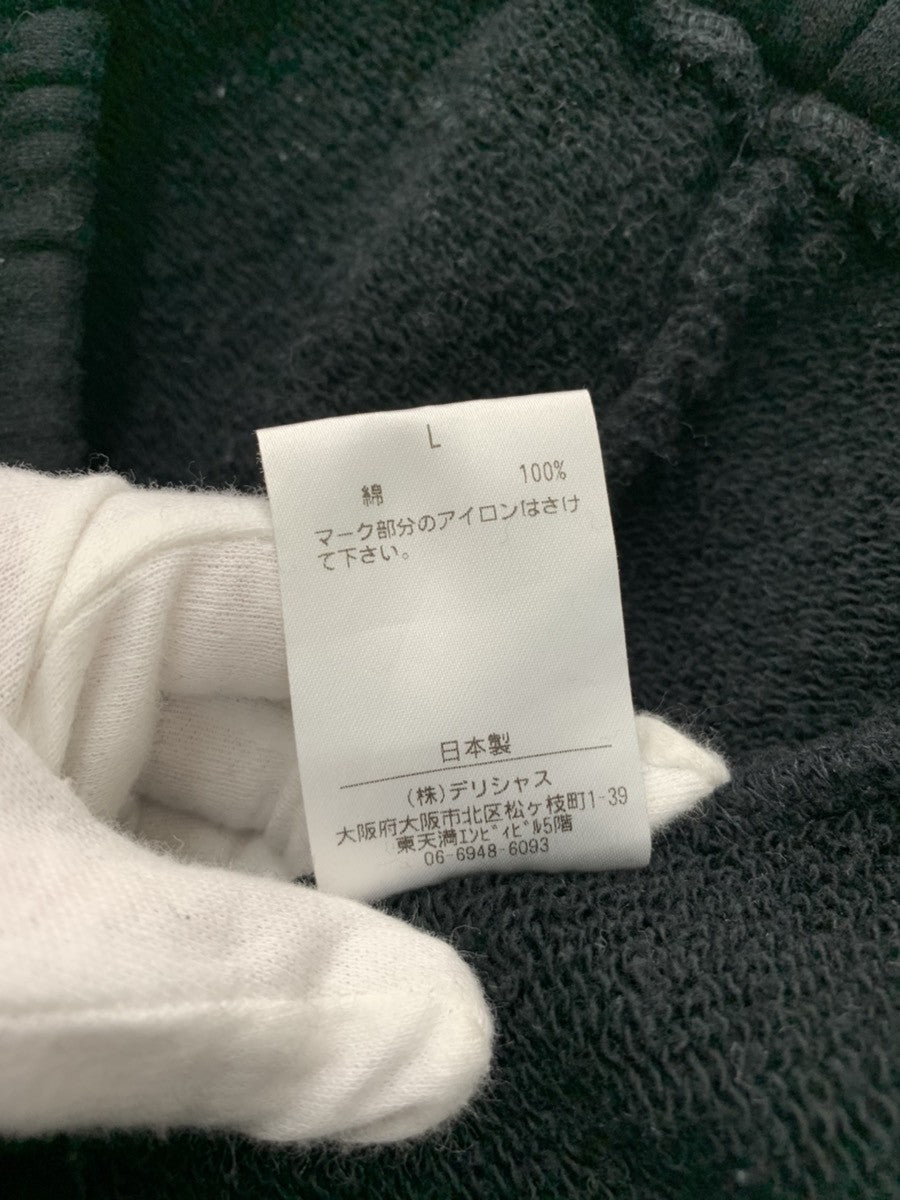 L
綿 100%
マーク部分のアイロンはさけ
て下さい。
日本製
(株)デリシャス
大阪府大阪市北区松ヶ枝町1-39
東天満ｴﾝﾋﾞｨﾋﾞﾙ5階
06-6948-6093